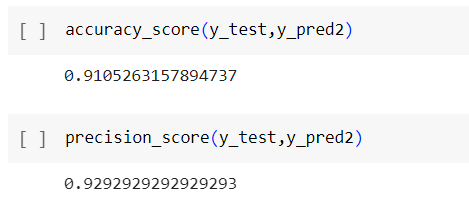 [ ] accuracy_score(y_test,y_pred2)
0.9105263157894737
[ ] precision_score(y_test,y_pred2)
0.9292929292929293